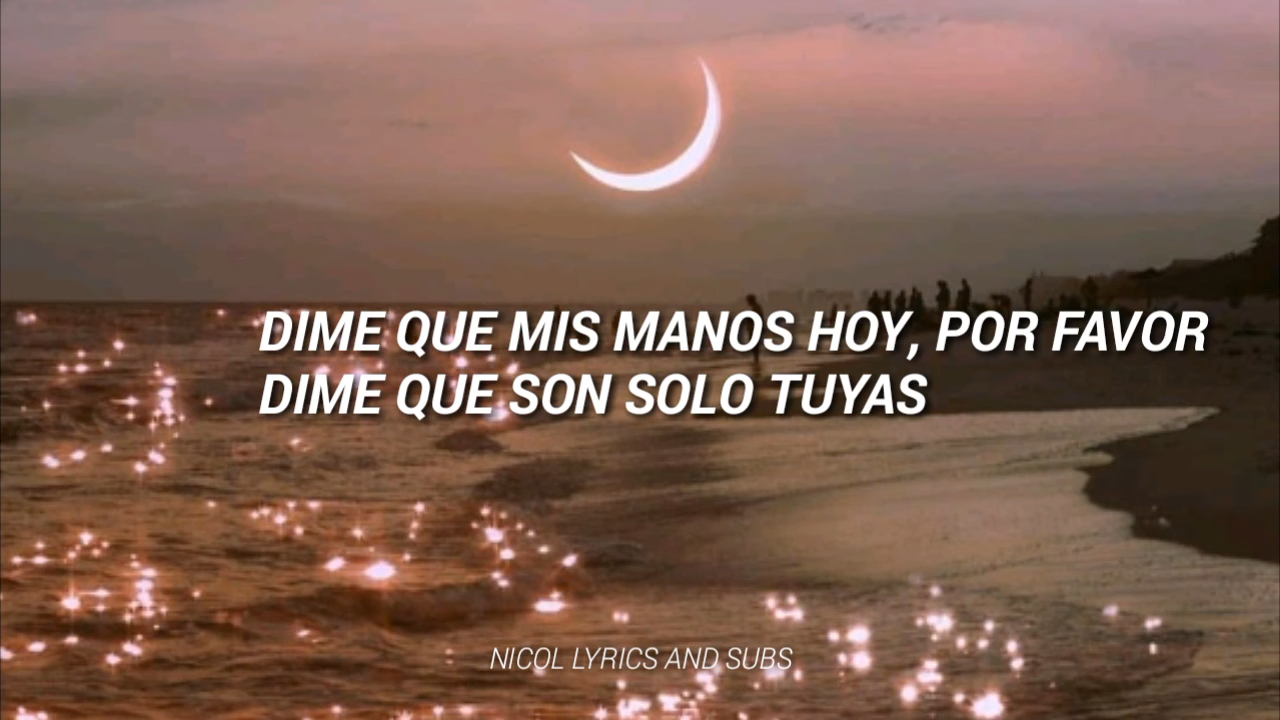 DIME QUE MIS MANOS HOY, POR FAVOR
DIME QUE SON SOLO TUYAS
NICOL LYRICS AND SUBS